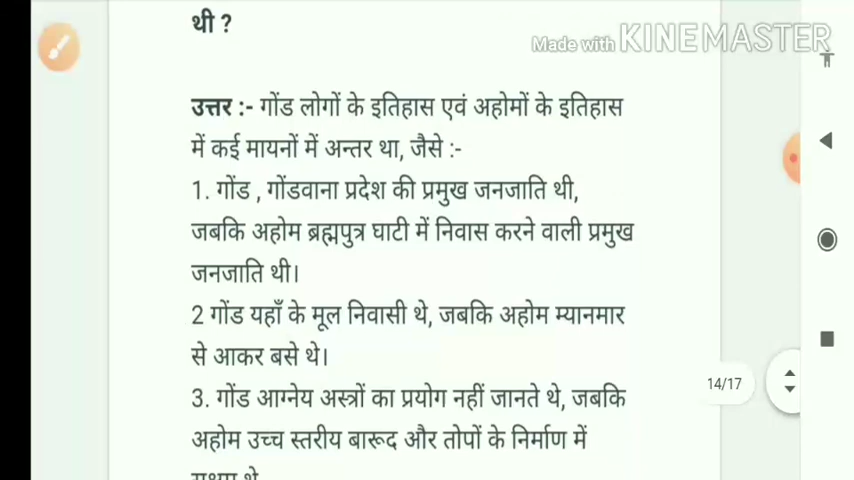 थी ?
Made with KINEMASTER
उत्तर :- गोंड लोगों के इतिहास एवं अहोमों के इतिहास
में कई मायनों में अन्तर था, जैसे :-
1. गोंड , गोंडवाना प्रदेश की प्रमुख जनजाति थी,
जबकि अहोम ब्रह्मपुत्र घाटी में निवास करने वाली प्रमुख
जनजाति थी।
2 गोंड यहाँ के मूल निवासी थे, जबकि अहोम म्यानमार
से आकर बसे थे।
3. गोंड आग्नेय अस्त्रों का प्रयोग नहीं जानते थे, जबकि
14/17
अहोम उच्च स्तरीय बारूद और तोपों के निर्माण में